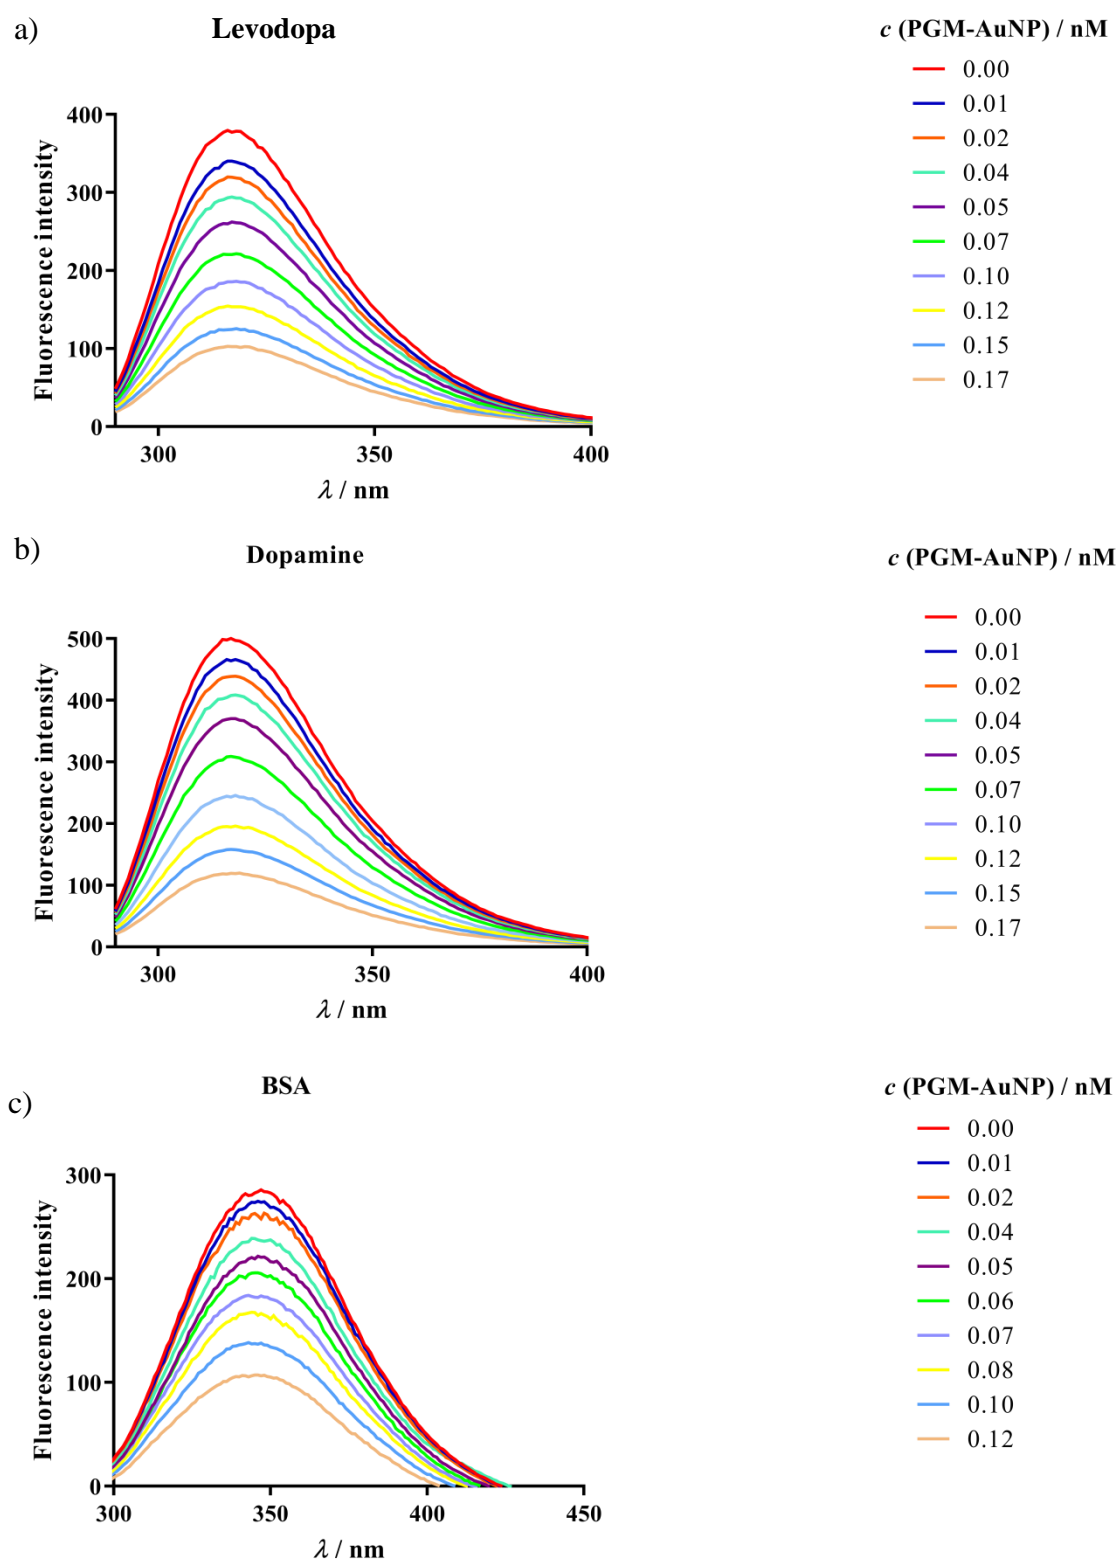 a)
Levodopa
c (PGM-AuNP) / nM
0.00
0.01
0.02
0.04
0.05
0.07
0.10
0.12
0.15
0.17
Fluorescence intensity
400
300
200
100
0
300 350 400
λ / nm
b)
Dopamine
c (PGM-AuNP) / nM
0.00
0.01
0.02
0.04
0.05
0.07
0.10
0.12
0.15
0.17
Fluorescence intensity
500
400
300
200
100
0
300 350 400
λ / nm
c)
BSA
c (PGM-AuNP) / nM
0.00
0.01
0.02
0.04
0.05
0.06
0.07
0.08
0.10
0.12
Fluorescence intensity
300
200
100
0
300 350 400 450
λ / nm